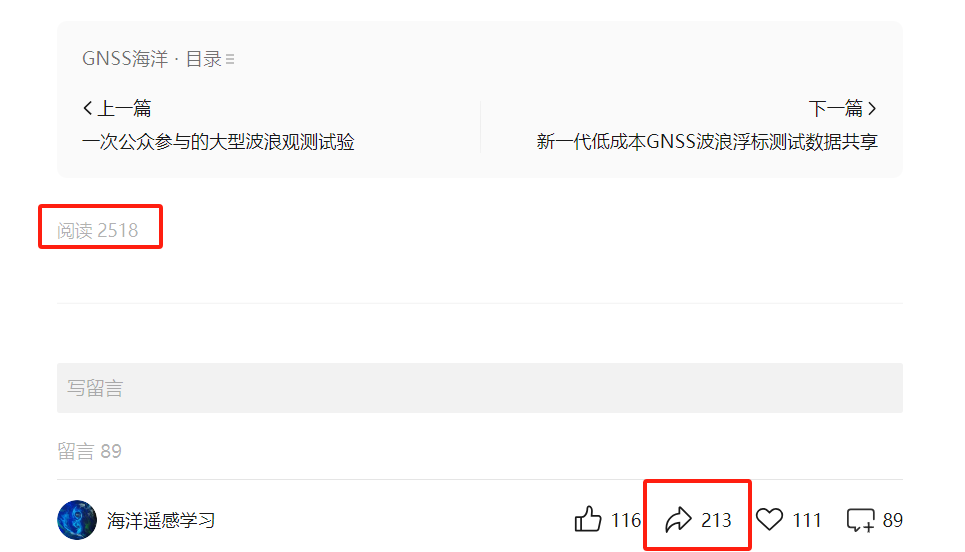 GNSS海洋 · 目录
上一篇
下一篇
一次公众参与的大型波浪观测试验
新一代低成本GNSS波浪浮标测试数据共享
阅读 2518
写留言
留言 89
海洋遥感学习
116
213
111
89